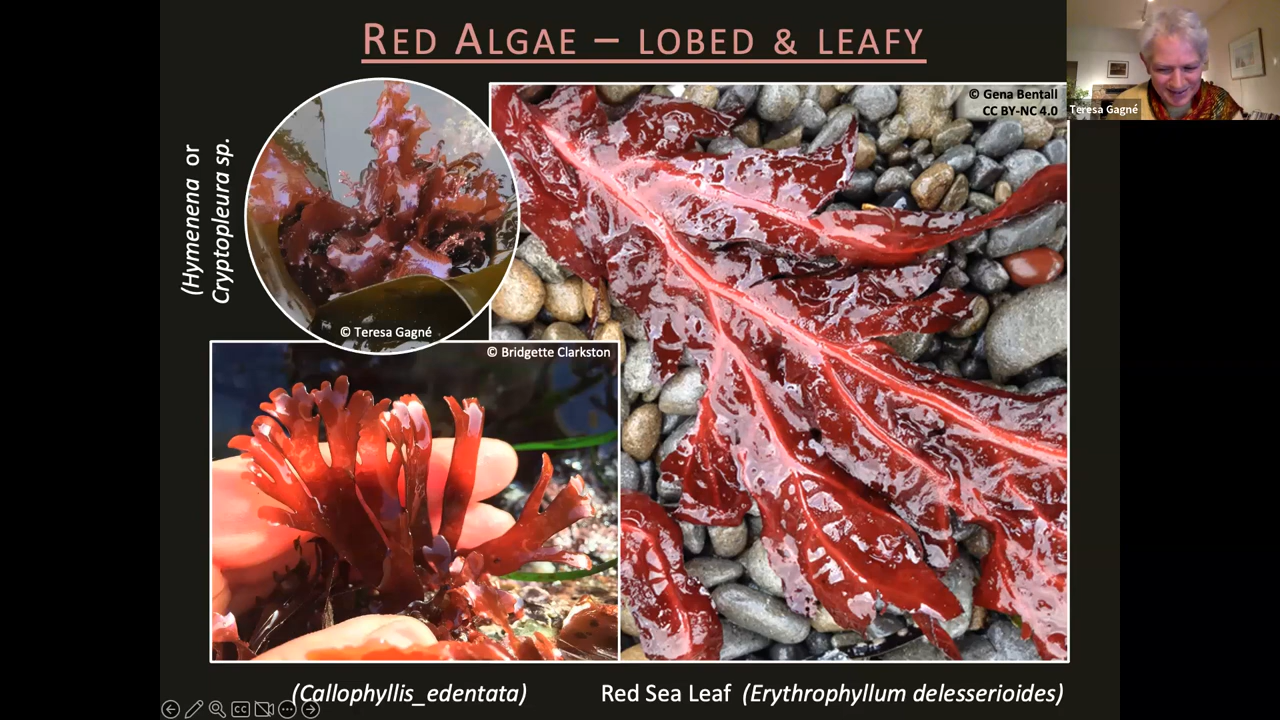 RED ALGAE – LOBED & LEAFY
© Gena Bentall
CC BY-NC 4.0
Teresa Gagné
(Hymenena or
Cryptopleura sp.
© Teresa Gagné
© Bridgette Clarkston
(Callophyllis_edentata)
Red Sea Leaf (Erythrophyllum delesserioides)
CC